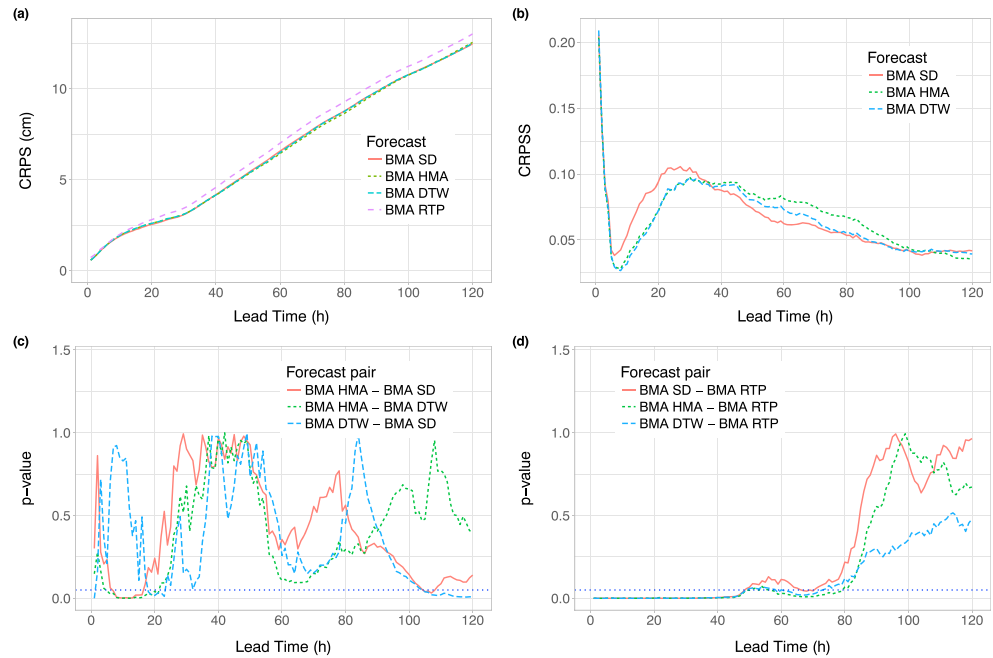 (a)
CRPS (cm)
10
5
0
0 20 40 60 80 100 120
Lead Time (h)
Forecast
BMA SD
BMA HMA
BMA DTW
BMA RTP
(b)
CRPSS
0.20
0.15
0.10
0.05
0 20 40 60 80 100 120
Lead Time (h)
Forecast
BMA SD
BMA HMA
BMA DTW
(c)
p−value
1.5
1.0
0.5
0.0
0 20 40 60 80 100 120
Lead Time (h)
Forecast pair
BMA HMA − BMA SD
BMA HMA − BMA DTW
BMA DTW − BMA SD
(d)
p−value
1.5
1.0
0.5
0.0
0 20 40 60 80 100 120
Lead Time (h)
Forecast pair
BMA SD − BMA RTP
BMA HMA − BMA RTP
BMA DTW − BMA RTP